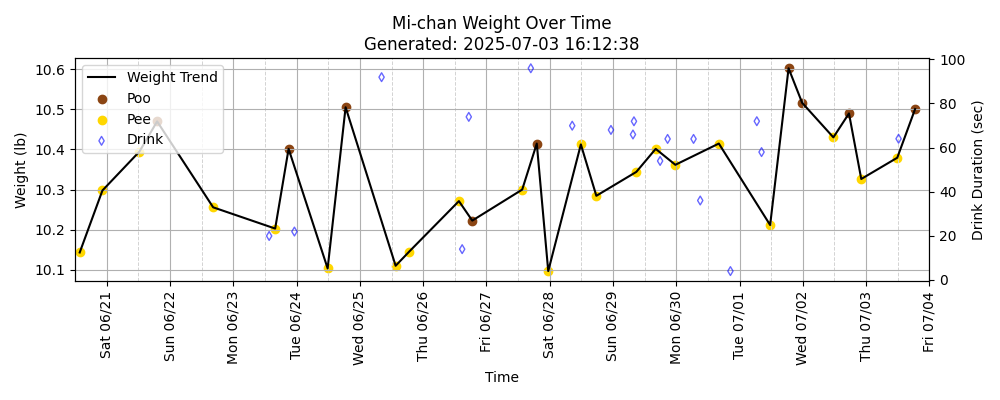 Mi-chan Weight Over Time
Generated: 2025-07-03 16:12:38
Weight (lb)
10.6
10.5
10.4
10.3
10.2
10.1
Weight Trend
Poo
Pee
Drink
100
80
60
40
20
0
Drink Duration (sec)
Sat 06/21
Sun 06/22
Mon 06/23
Tue 06/24
Wed 06/25
Thu 06/26
Fri 06/27
Sat 06/28
Sun 06/29
Mon 06/30
Tue 07/01
Wed 07/02
Thu 07/03
Fri 07/04
Time